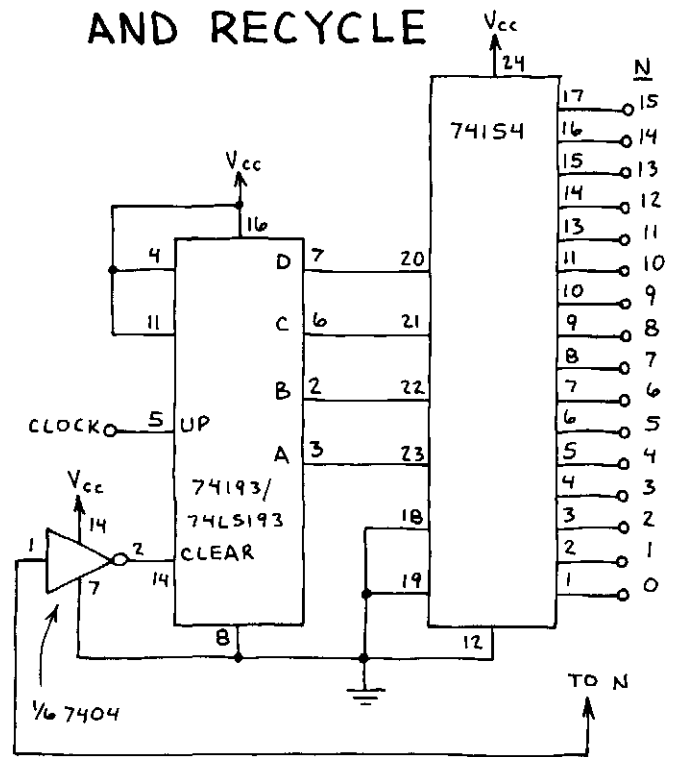 AND RECYCLE
Vcc
24
N
74154
17 15
16 14
15 13
14 12
13 11
11 10
10 9
9 8
8 7
7 6
6 5
5 4
4 3
3 2
2 1
1 0
Vcc
16
4 D 7 20
11 C 6 21
B 2 22
CLOCK 5 UP
A 3 23
74193/
74LS193
Vcc
14
18
1 2 14 CLEAR
7
19
8
12
1/6 7404
TO N